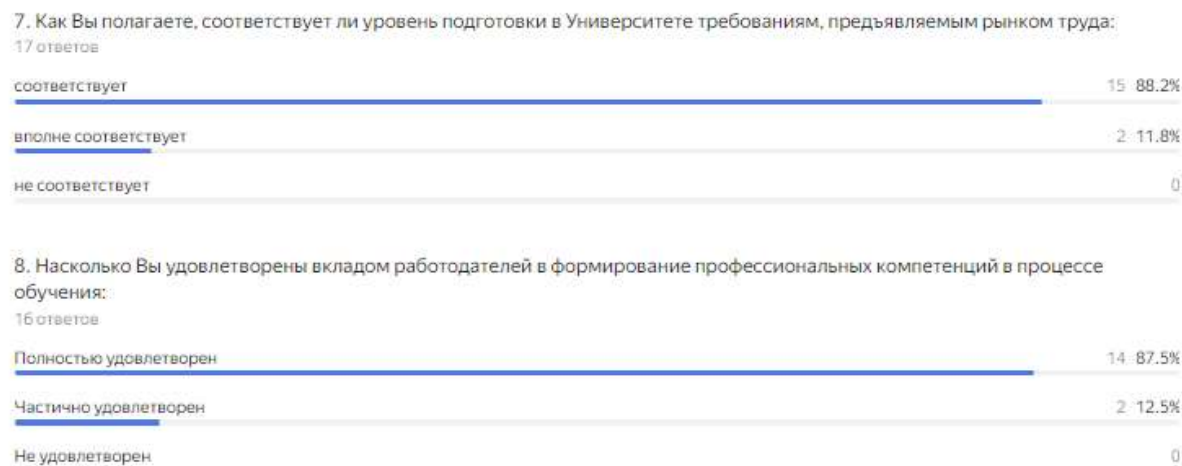 7. Как Вы полагаете, соответствует ли уровень подготовки в Университете требованиям, предъявляемым рынком труда:
17 ответов
соответствует 15 88.2%
вполне соответствует 2 11.8%
не соответствует 0
8. Насколько Вы удовлетворены вкладом работодателей в формирование профессиональных компетенций в процессе
обучения:
16 ответов
Полностью удовлетворен 14 87.5%
Частично удовлетворен 2 12.5%
Не удовлетворен 0